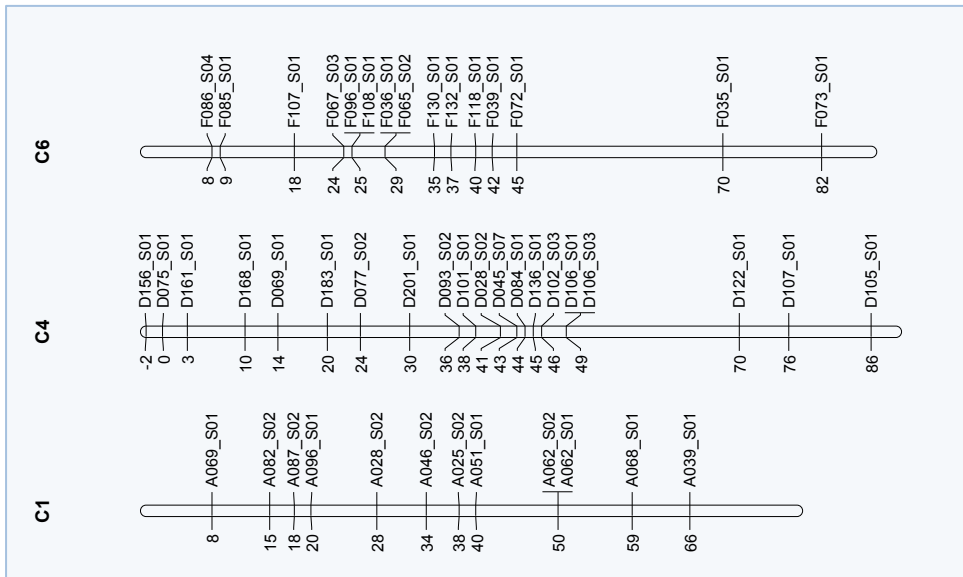 C6
F086_S04
F085_S01
F107_S01
F067_S03
F096_S01
F108_S01
F036_S01
F065_S02
F130_S01
F132_S01
F118_S01
F039_S01
F072_S01
F035_S01
F073_S01
8
9
18
24
25
29
35
37
40
42
45
70
82
C4
D156_S01
D075_S01
D161_S01
D168_S01
D069_S01
D183_S01
D077_S02
D201_S01
D093_S02
D101_S01
D028_S02
D045_S07
D084_S01
D136_S01
D102_S03
D106_S01
D106_S03
D122_S01
D107_S01
D105_S01
-2
0
3
10
14
20
24
30
36
38
41
43
44
45
46
49
70
76
86
C1
A069_S01
A082_S02
A087_S02
A096_S01
A028_S02
A046_S02
A025_S02
A051_S01
A062_S02
A062_S01
A068_S01
A039_S01
8
15
18
20
28
34
38
40
50
59
66